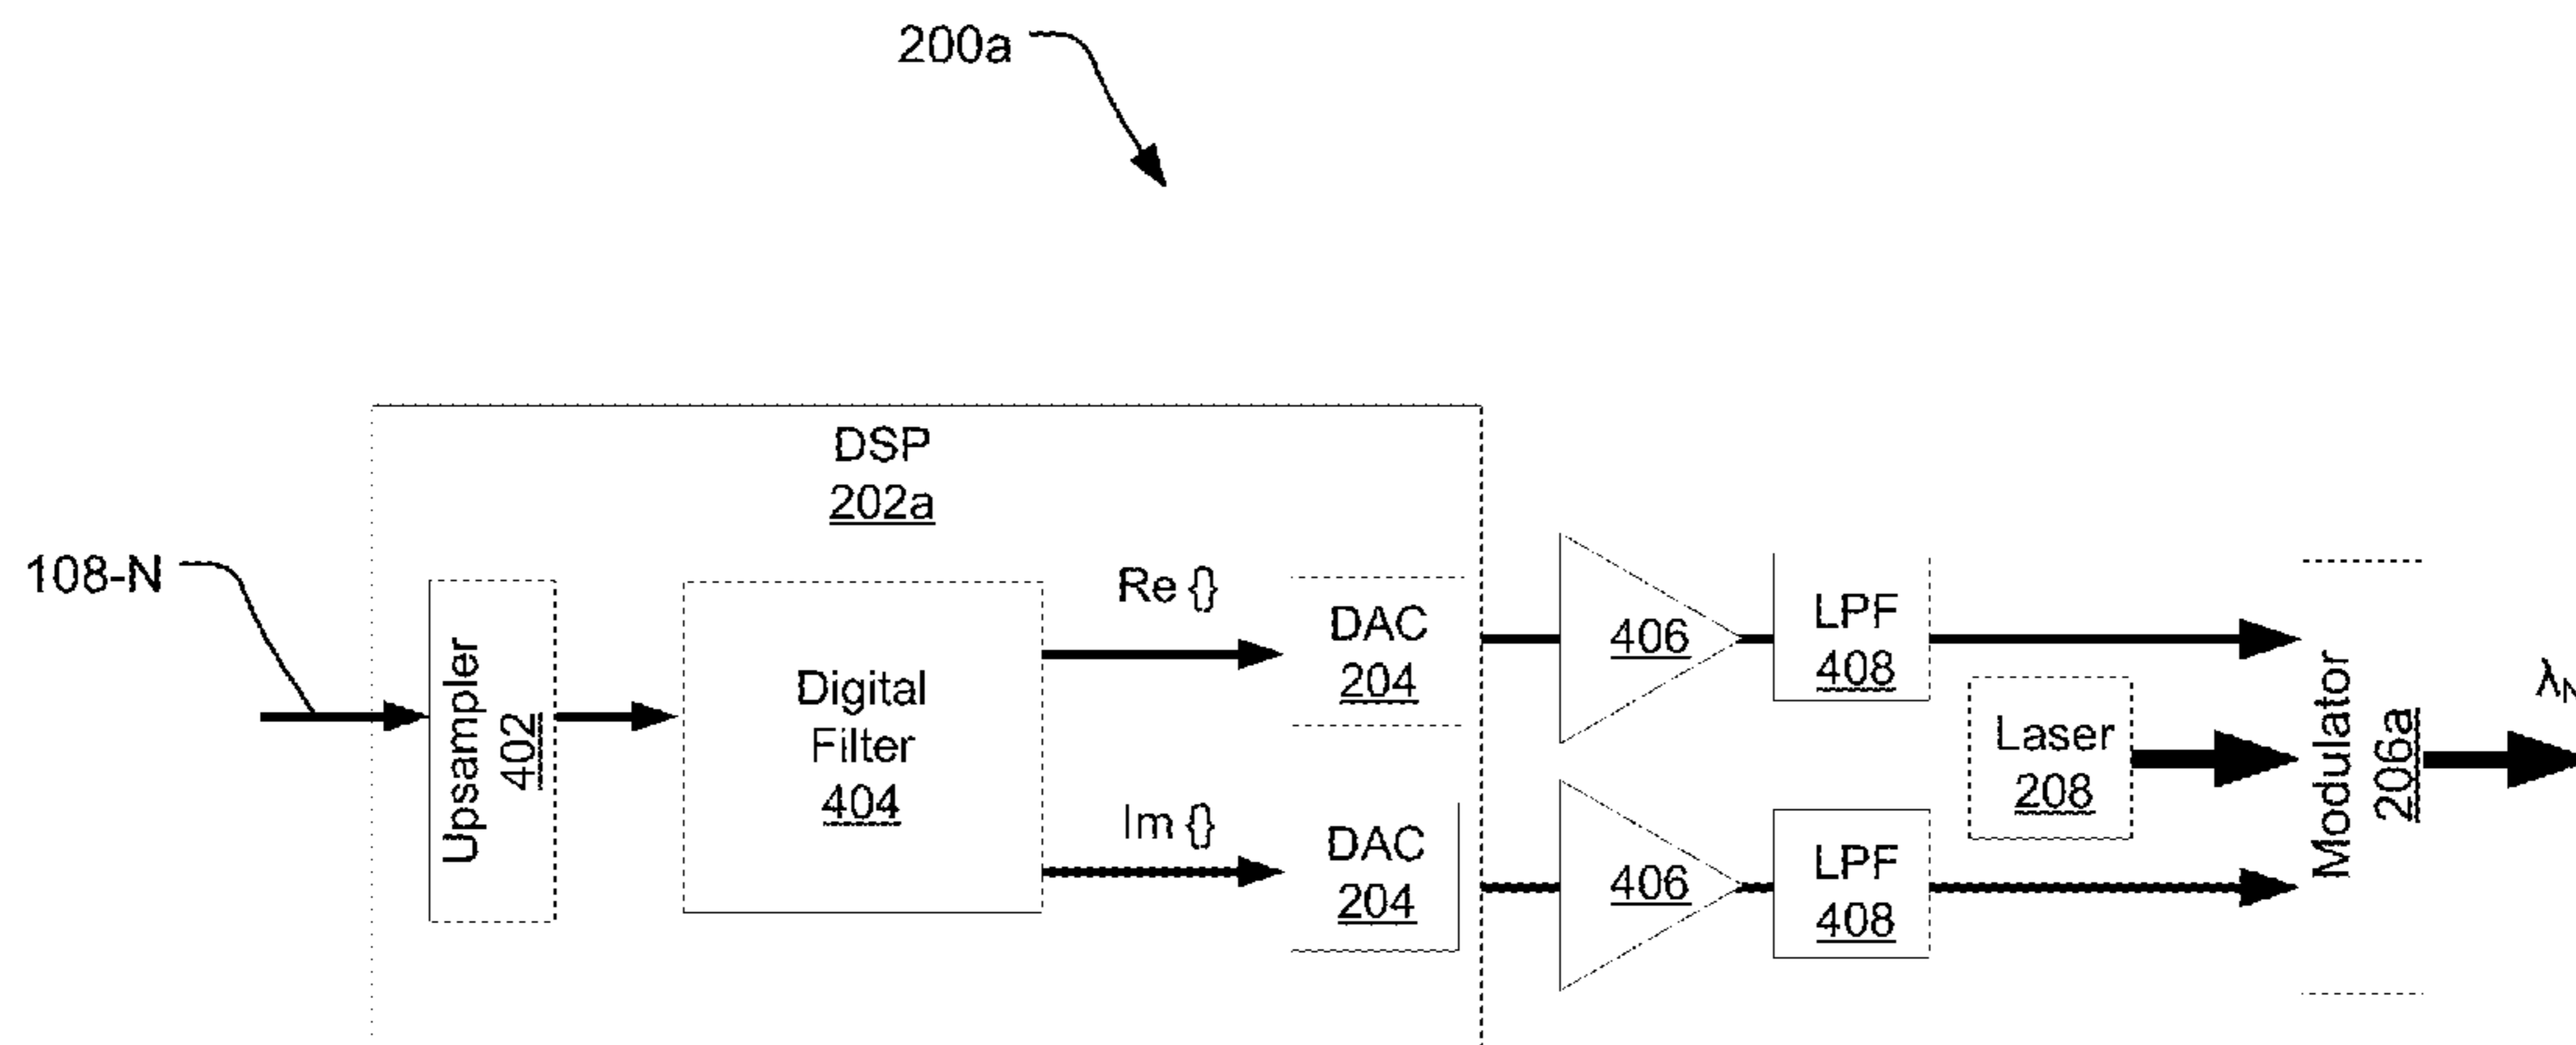 200a
DSP
202a
108-N
Upsampler
402
Digital
Filter
404
Re {}
Im {}
DAC
204
DAC
204
406
406
LPF
408
LPF
408
Laser
208
Modulator
206a
λN